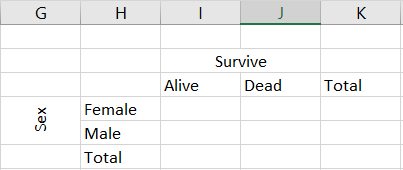 G H I J K
Survive
Alive Dead Total
Female
Sex
Male
Total